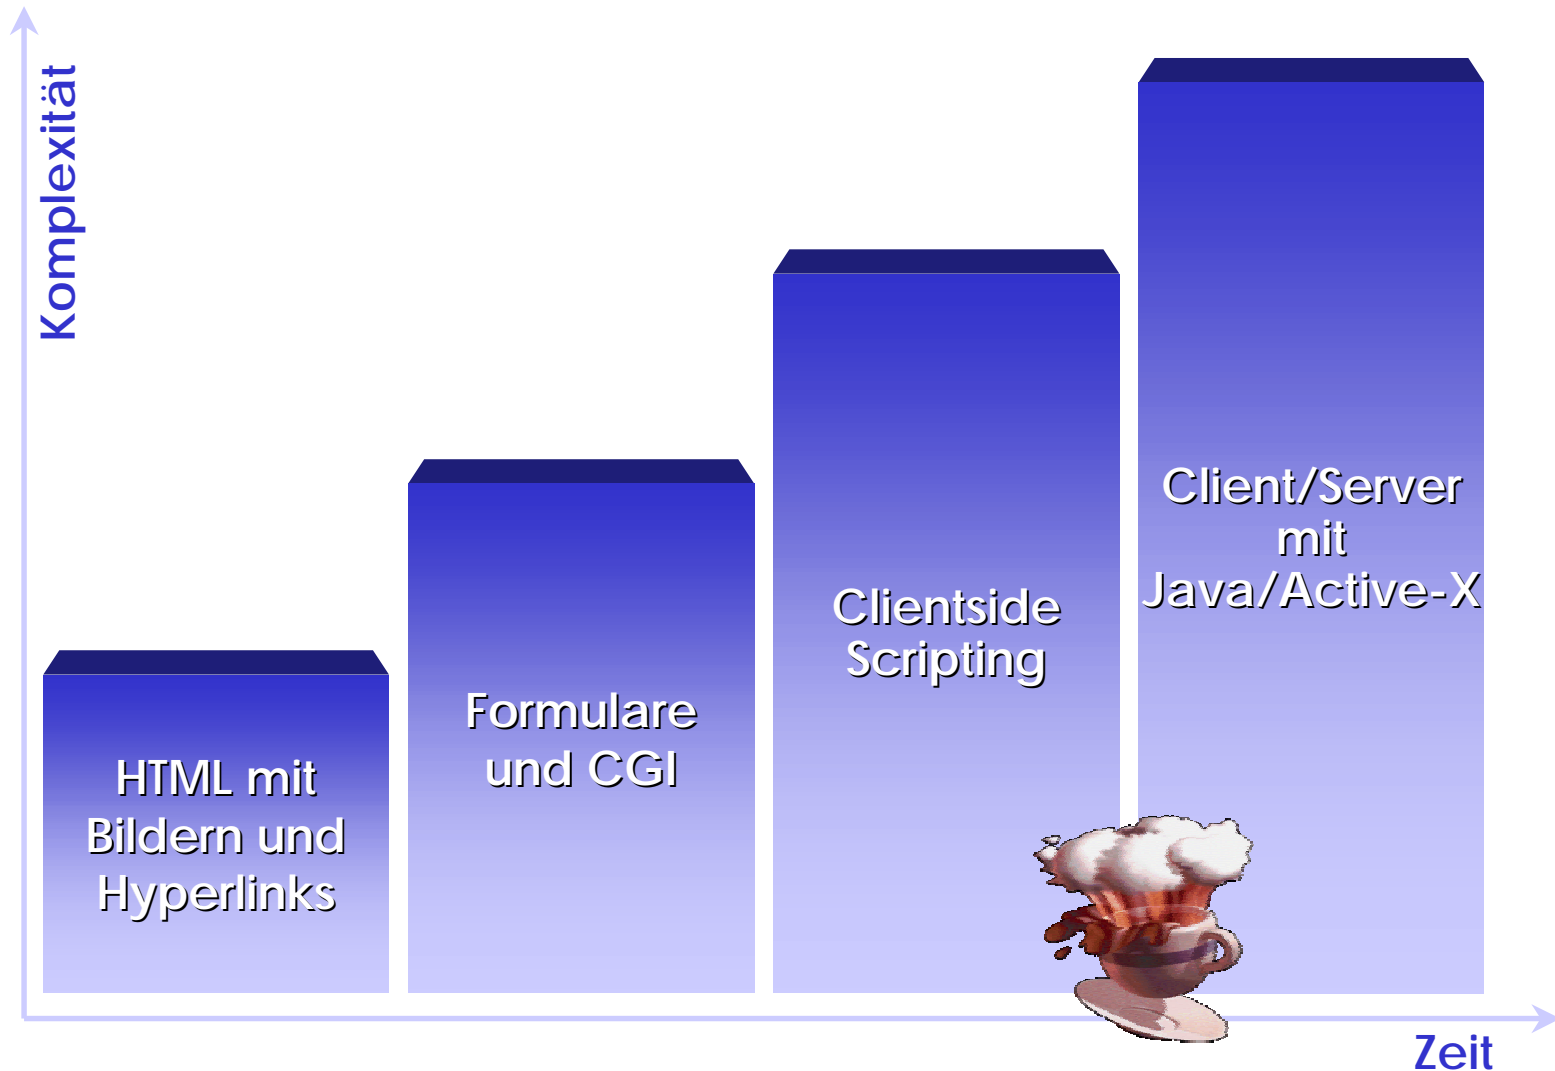 Komplexität
HTML mit
Bildern und
Hyperlinks
Formulare
und CGI
Clientside
Scripting
Client/Server
mit
Java/Active-X
Zeit